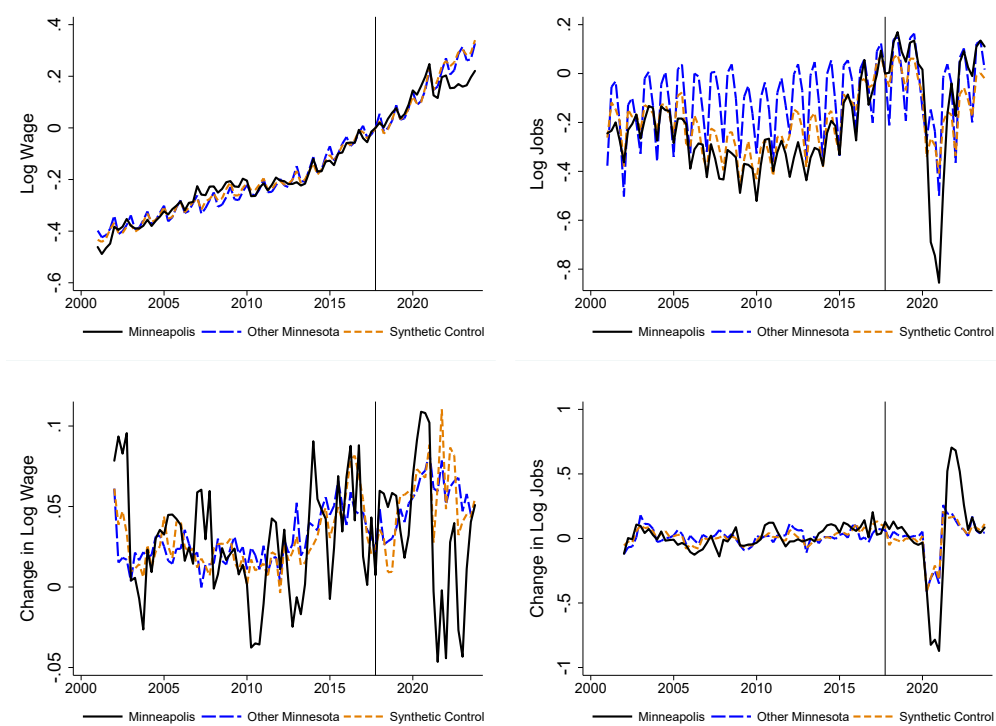 Log Wage
.4
.2
0
-.2
-.4
-.6
2000 2005 2010 2015 2020
Minneapolis Other Minnesota Synthetic Control
Log Jobs
.2
0
-.2
-.4
-.6
-.8
2000 2005 2010 2015 2020
Minneapolis Other Minnesota Synthetic Control
Change in Log Wage
.1
.05
0
-.05
2000 2005 2010 2015 2020
Minneapolis Other Minnesota Synthetic Control
Change in Log Jobs
1
.5
0
-.5
-1
2000 2005 2010 2015 2020
Minneapolis Other Minnesota Synthetic Control